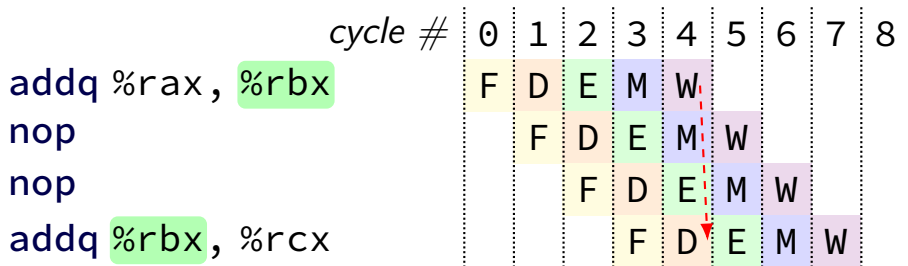 cycle # 0 1 2 3 4 5 6 7 8
addq %rax, %rbx F D E M W
nop F D E M W
nop F D E M W
addq %rbx, %rcx F D E M W